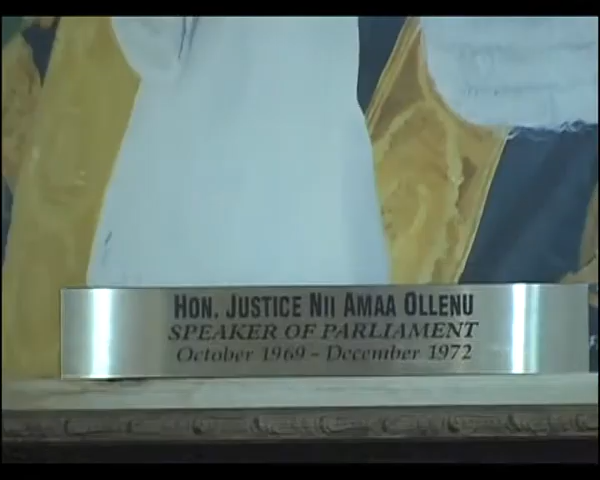 HON. JUSTICE NII AMAA OLLENU
SPEAKER OF PARLIAMENT
October 1969 - December 1972